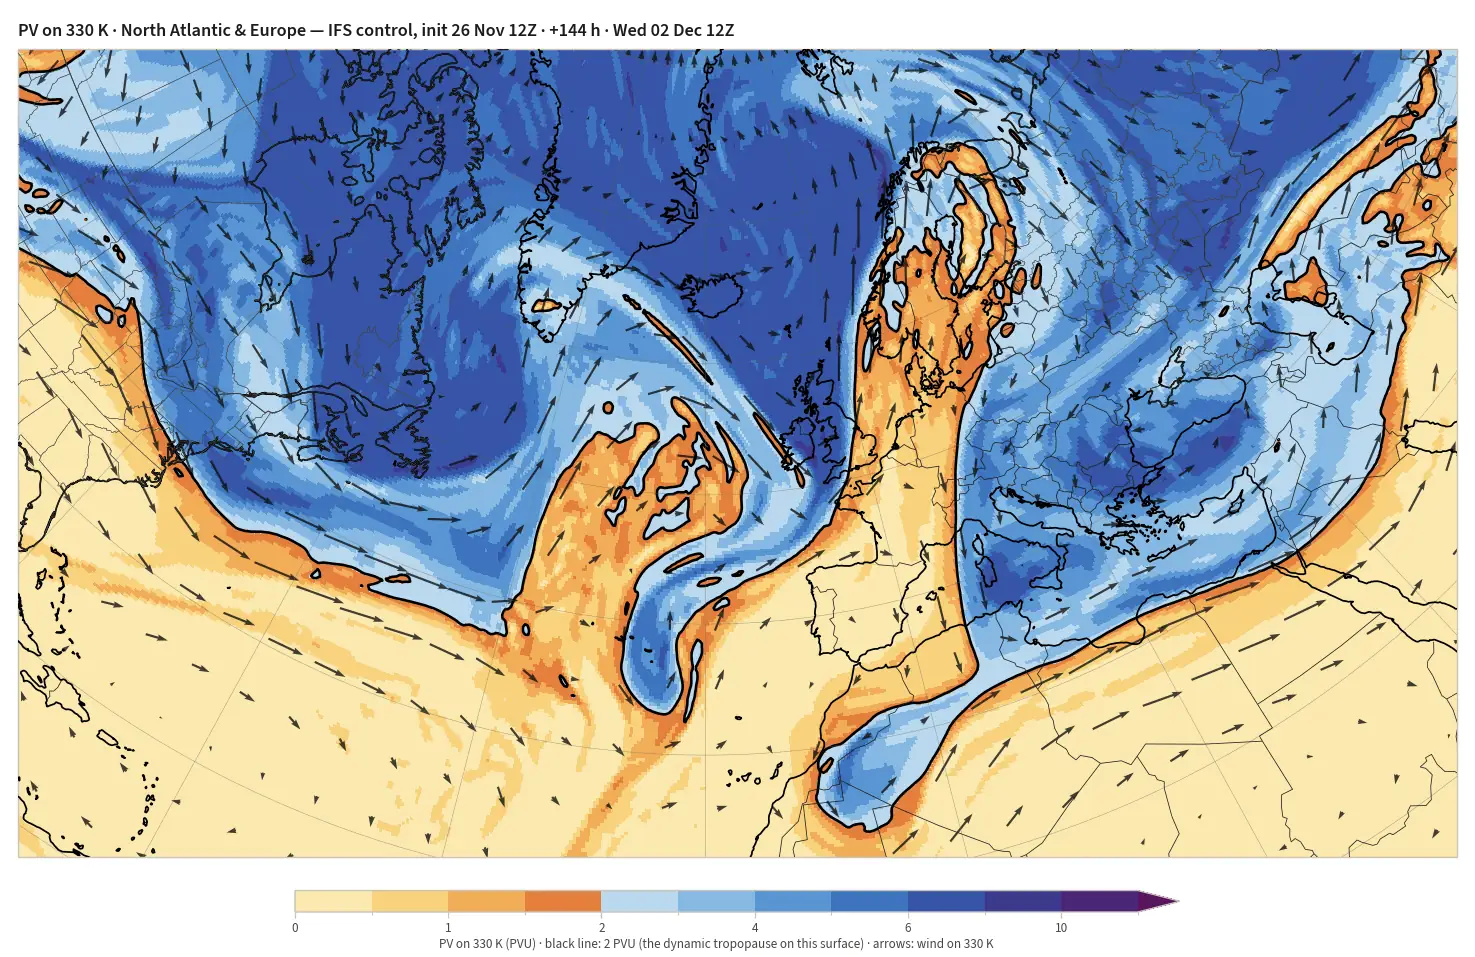 PV on 330 K · North Atlantic & Europe — IFS control, init 26 Nov 12Z · +144 h · Wed 02 Dec 12Z
0 1 2 4 6 10
PV on 330 K (PVU) · black line: 2 PVU (the dynamic tropopause on this surface) · arrows: wind on 330 K